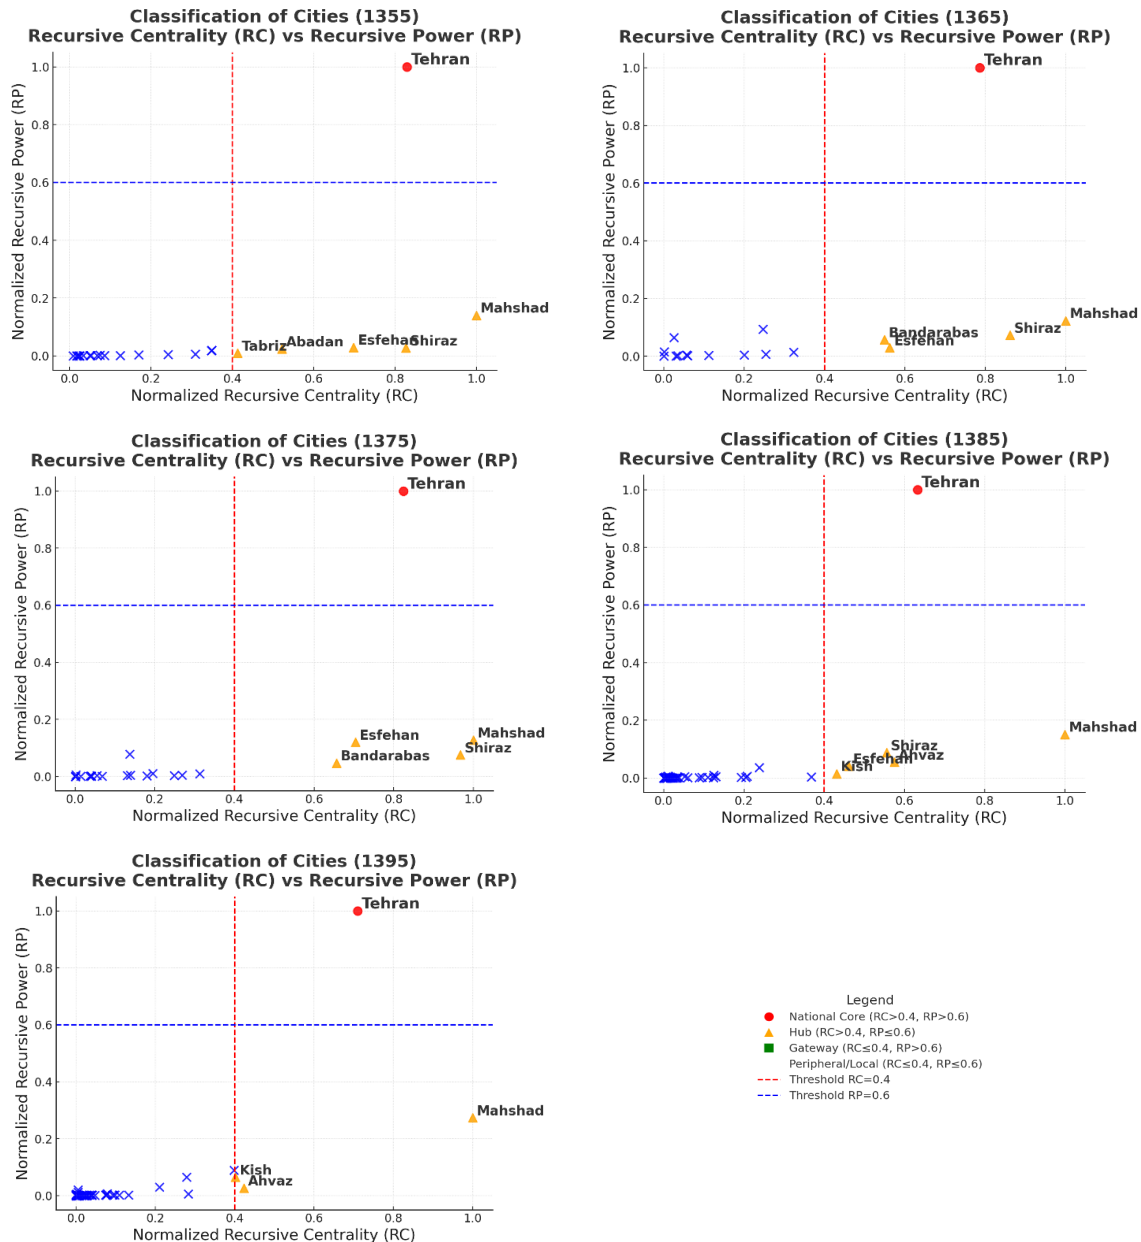 Classification of Cities (1355)
Recursive Centrality (RC) vs Recursive Power (RP)
Normalized Recursive Power (RP)
1.0
0.8
0.6
0.4
0.2
0.0
Tehran
Mahshad
Tabriz
Abadan
Esfehan
Shiraz
0.0 0.2 0.4 0.6 0.8 1.0
Normalized Recursive Centrality (RC)
Classification of Cities (1365)
Recursive Centrality (RC) vs Recursive Power (RP)
Normalized Recursive Power (RP)
1.0
0.8
0.6
0.4
0.2
0.0
Tehran
Mahshad
Shiraz
Bandarabas
Esfehan
0.0 0.2 0.4 0.6 0.8 1.0
Normalized Recursive Centrality (RC)
Classification of Cities (1375)
Recursive Centrality (RC) vs Recursive Power (RP)
Normalized Recursive Power (RP)
1.0
0.8
0.6
0.4
0.2
0.0
Tehran
Esfehan
Mahshad
Shiraz
Bandarabas
0.0 0.2 0.4 0.6 0.8 1.0
Normalized Recursive Centrality (RC)
Classification of Cities (1385)
Recursive Centrality (RC) vs Recursive Power (RP)
Normalized Recursive Power (RP)
1.0
0.8
0.6
0.4
0.2
0.0
Tehran
Mahshad
Shiraz
Ahvaz
Esfehan
Kish
0.0 0.2 0.4 0.6 0.8 1.0
Normalized Recursive Centrality (RC)
Classification of Cities (1395)
Recursive Centrality (RC) vs Recursive Power (RP)
Normalized Recursive Power (RP)
1.0
0.8
0.6
0.4
0.2
0.0
Tehran
Mahshad
Kish
Ahvaz
0.0 0.2 0.4 0.6 0.8 1.0
Normalized Recursive Centrality (RC)
Legend
National Core (RC>0.4, RP>0.6)
Hub (RC>0.4, RP≤0.6)
Gateway (RC≤0.4, RP>0.6)
Peripheral/Local (RC≤0.4, RP≤0.6)
Threshold RC=0.4
Threshold RP=0.6